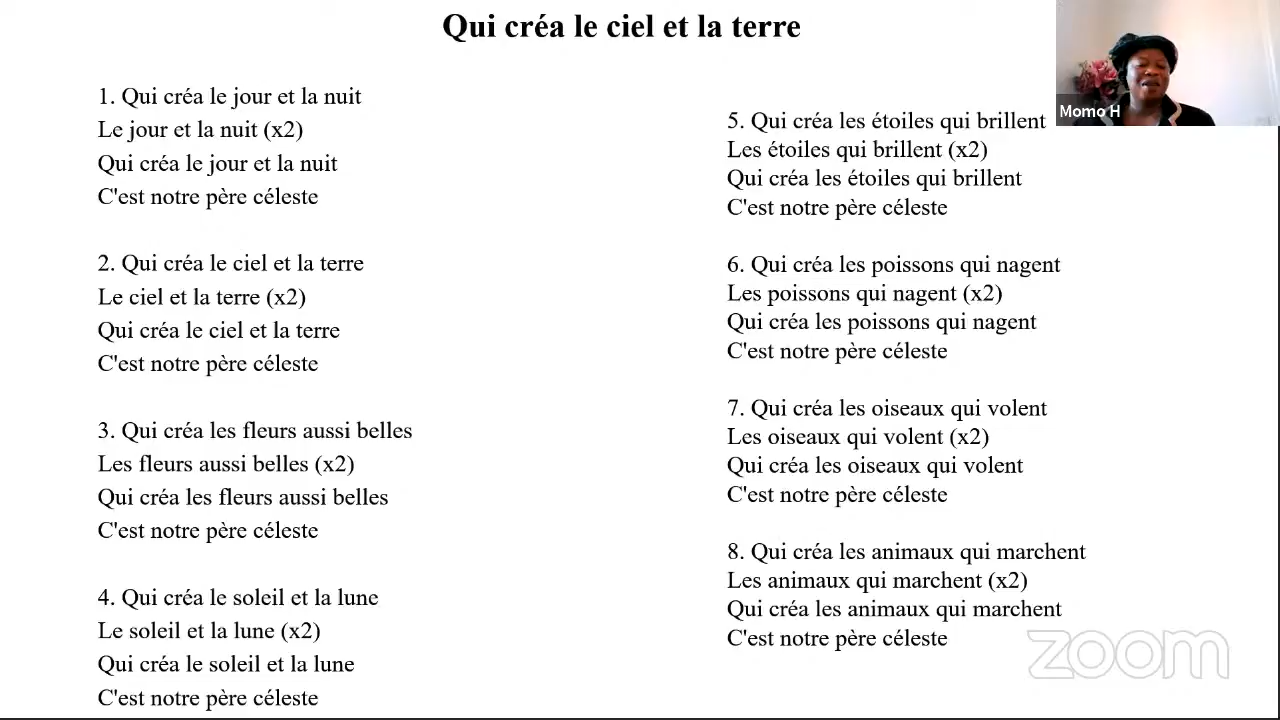 Qui créa le ciel et la terre
Momo H
1. Qui créa le jour et la nuit
Le jour et la nuit (x2)
Qui créa le jour et la nuit
C'est notre père céleste
2. Qui créa le ciel et la terre
Le ciel et la terre (x2)
Qui créa le ciel et la terre
C'est notre père céleste
3. Qui créa les fleurs aussi belles
Les fleurs aussi belles (x2)
Qui créa les fleurs aussi belles
C'est notre père céleste
4. Qui créa le soleil et la lune
Le soleil et la lune (x2)
Qui créa le soleil et la lune
C'est notre père céleste
5. Qui créa les étoiles qui brillent
Les étoiles qui brillent (x2)
Qui créa les étoiles qui brillent
C'est notre père céleste
6. Qui créa les poissons qui nagent
Les poissons qui nagent (x2)
Qui créa les poissons qui nagent
C'est notre père céleste
7. Qui créa les oiseaux qui volent
Les oiseaux qui volent (x2)
Qui créa les oiseaux qui volent
C'est notre père céleste
8. Qui créa les animaux qui marchent
Les animaux qui marchent (x2)
Qui créa les animaux qui marchent
C'est notre père céleste
zoom